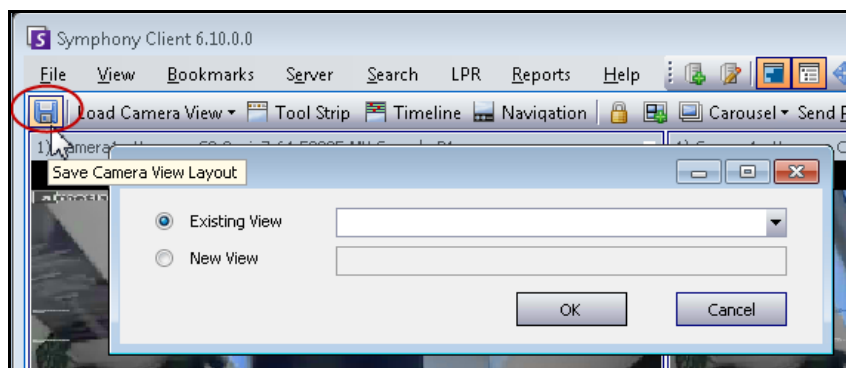 Symphony Client 6.10.0.0
File View Bookmarks Server Search LPR Reports Help
Load Camera View Tool Strip Timeline Navigation Carousel Send
Save Camera View Layout
Existing View
New View
OK Cancel